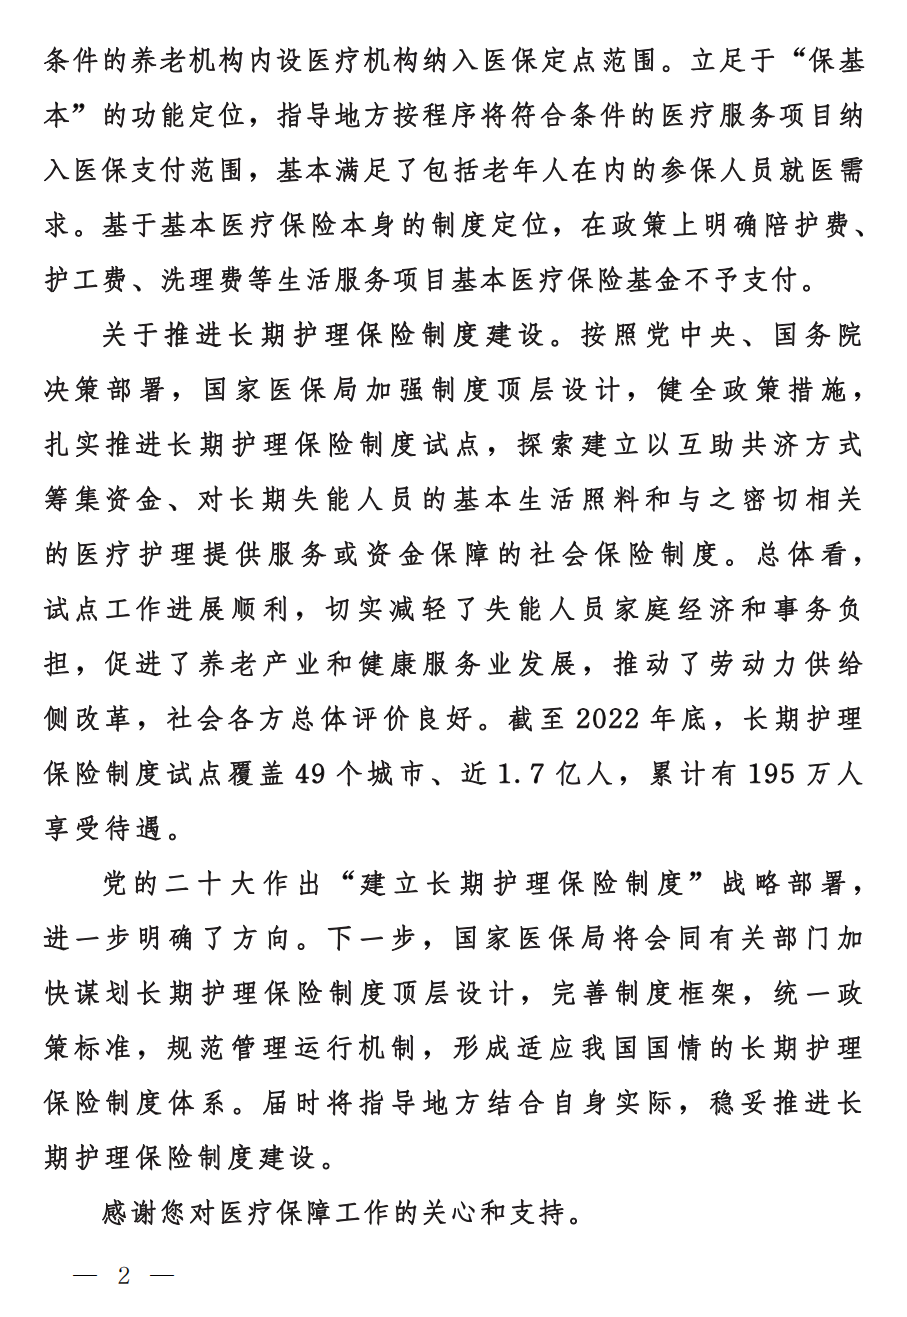 条件的养老机构内设医疗机构纳入医保定点范围。立足于“保基
本”的功能定位，指导地方按程序将符合条件的医疗服务项目纳
入医保支付范围，基本满足了包括老年人在内的参保人员就医需
求。基于基本医疗保险本身的制度定位，在政策上明确陪护费、
护工费、洗理费等生活服务项目基本医疗保险基金不予支付。
关于推进长期护理保险制度建设。按照党中央、国务院
决策部署，国家医保局加强制度顶层设计，健全政策措施，
扎实推进长期护理保险制度试点，探索建立以互助共济方式
筹集资金、对长期失能人员的基本生活照料和与之密切相关
的医疗护理提供服务或资金保障的社会保险制度。总体看，
试点工作进展顺利，切实减轻了失能人员家庭经济和事务负
担，促进了养老产业和健康服务业发展，推动了劳动力供给
侧改革，社会各方总体评价良好。截至2022年底，长期护理
保险制度试点覆盖49个城市、近1.7亿人，累计有195万人
享受待遇。
党的二十大作出“建立长期护理保险制度”战略部署，
进一步明确了方向。下一步，国家医保局将会同有关部门加
快谋划长期护理保险制度顶层设计，完善制度框架，统一政
策标准，规范管理运行机制，形成适应我国国情的长期护理
保险制度体系。届时将指导地方结合自身实际，稳妥推进长
期护理保险制度建设。
感谢您对医疗保障工作的关心和支持。
— 2 —